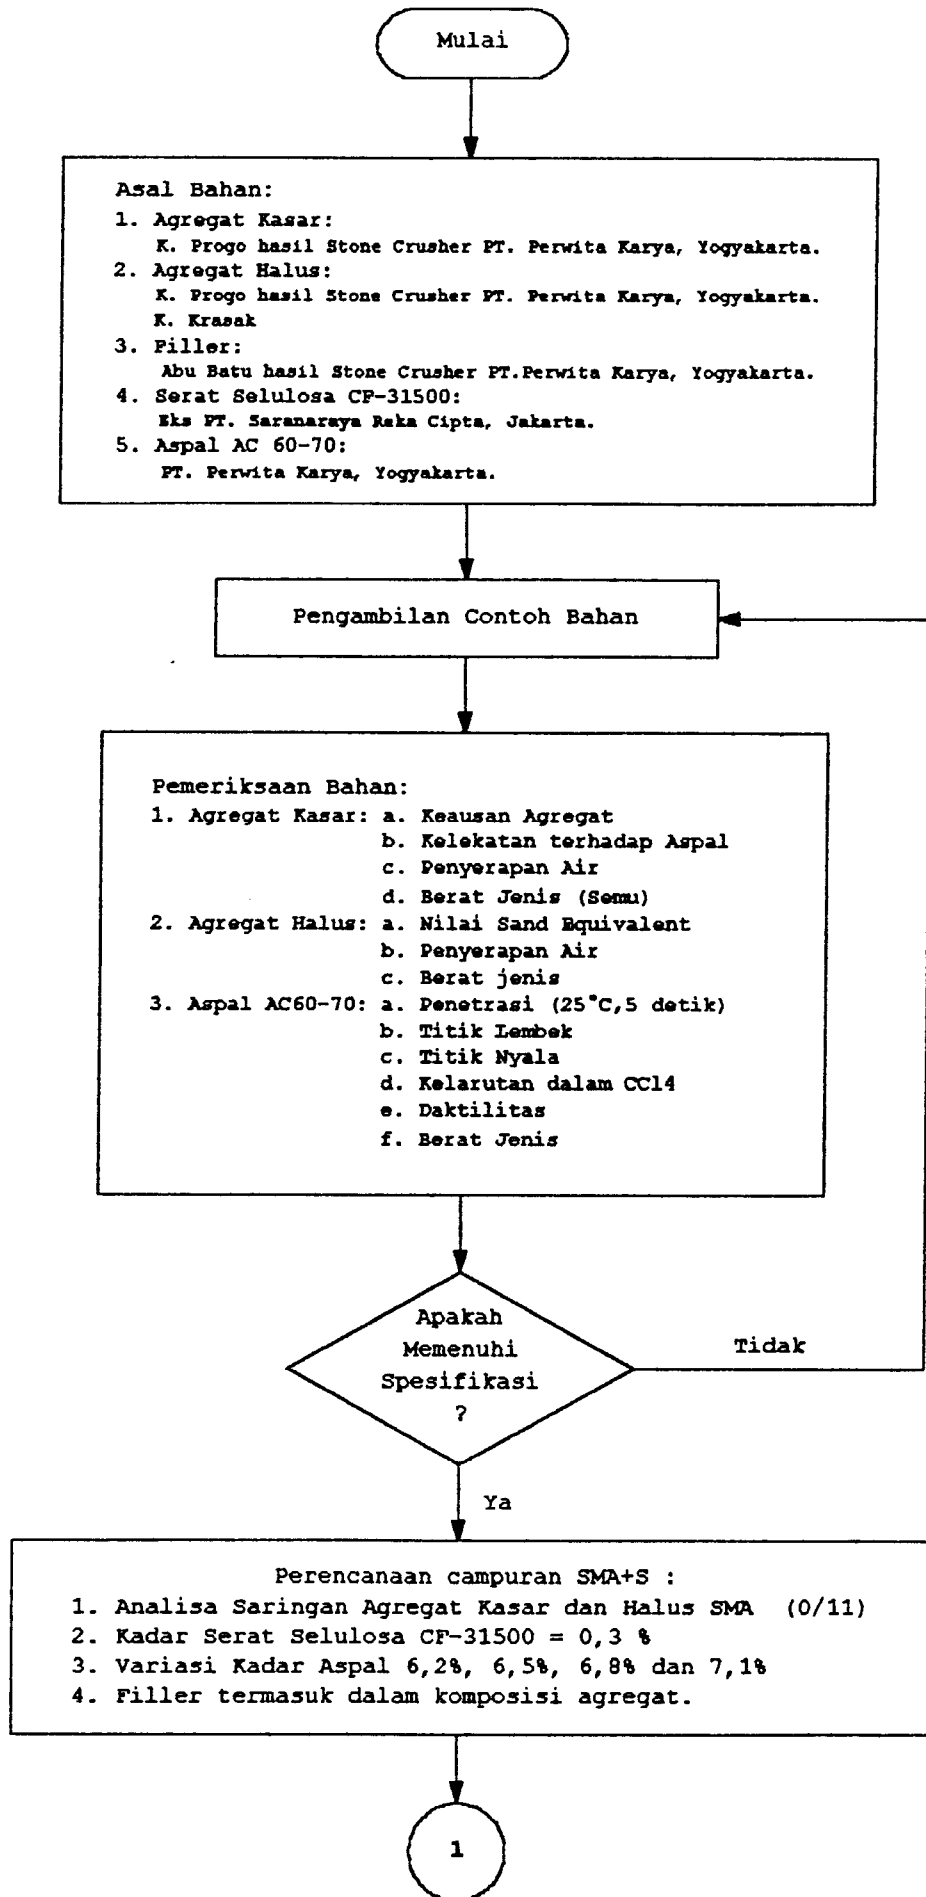 Mulai
Asal Bahan:
1. Agregat Kasar:
K. Progo hasil Stone Crusher PT. Perwita Karya, Yogyakarta.
2. Agregat Halus:
K. Progo hasil Stone Crusher PT. Perwita Karya, Yogyakarta.
K. Krasak
3. Filler:
Abu Batu hasil Stone Crusher PT.Perwita Karya, Yogyakarta.
4. Serat Selulosa CF-31500:
Eks PT. Saranaraya Reka Cipta, Jakarta.
5. Aspal AC 60-70:
PT. Perwita Karya, Yogyakarta.
Pengambilan Contoh Bahan
Pemeriksaan Bahan:
1. Agregat Kasar: a. Keausan Agregat
b. Kelekatan terhadap Aspal
c. Penyerapan Air
d. Berat Jenis (Semu)
2. Agregat Halus: a. Nilai Sand Equivalent
b. Penyerapan Air
c. Berat jenis
3. Aspal AC60-70: a. Penetrasi (25°C,5 detik)
b. Titik Lembek
c. Titik Nyala
d. Kelarutan dalam CCl4
e. Daktilitas
f. Berat Jenis
Apakah
Memenuhi
Spesifikasi
?
Tidak
Ya
Perencanaan campuran SMA+S :
1. Analisa Saringan Agregat Kasar dan Halus SMA (0/11)
2. Kadar Serat Selulosa CF-31500 = 0,3 %
3. Variasi Kadar Aspal 6,2%, 6,5%, 6,8% dan 7,1%
4. Filler termasuk dalam komposisi agregat.
1